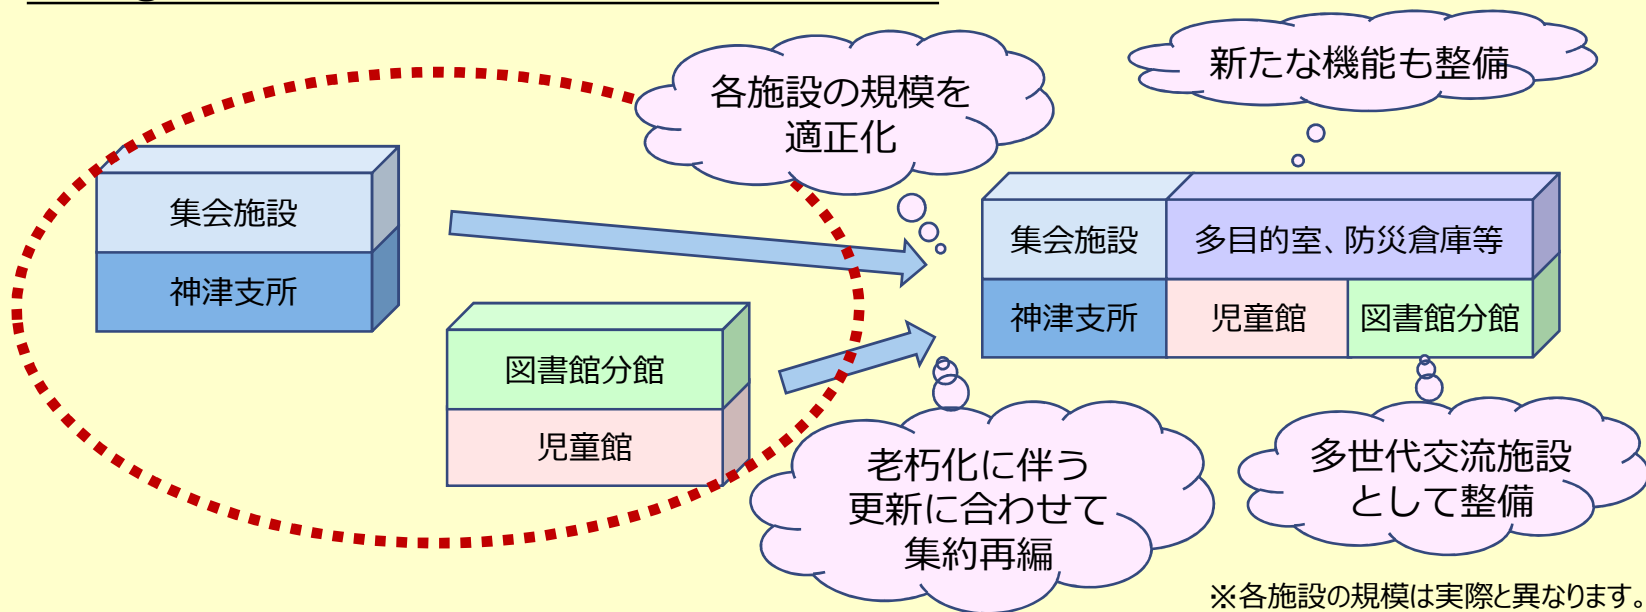 各施設の規模を
適正化
新たな機能も整備
集会施設
神津支所
図書館分館
児童館
集会施設
多目的室、防災倉庫等
神津支所
児童館
図書館分館
老朽化に伴う
更新に合わせて
集約再編
多世代交流施設
として整備
※各施設の規模は実際と異なります。